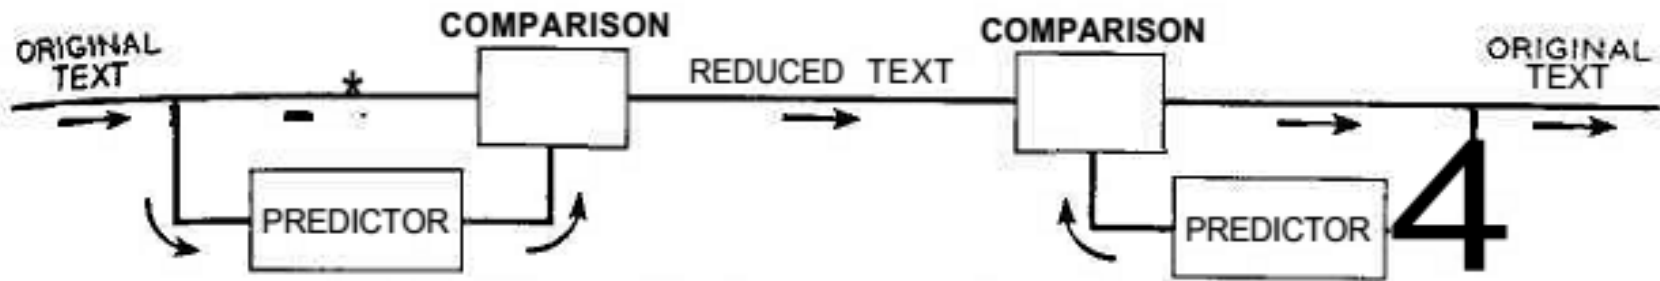 COMPARISON
COMPARISON
ORIGINAL
TEXT
*
REDUCED TEXT
ORIGINAL
TEXT
PREDICTOR
PREDICTOR
4